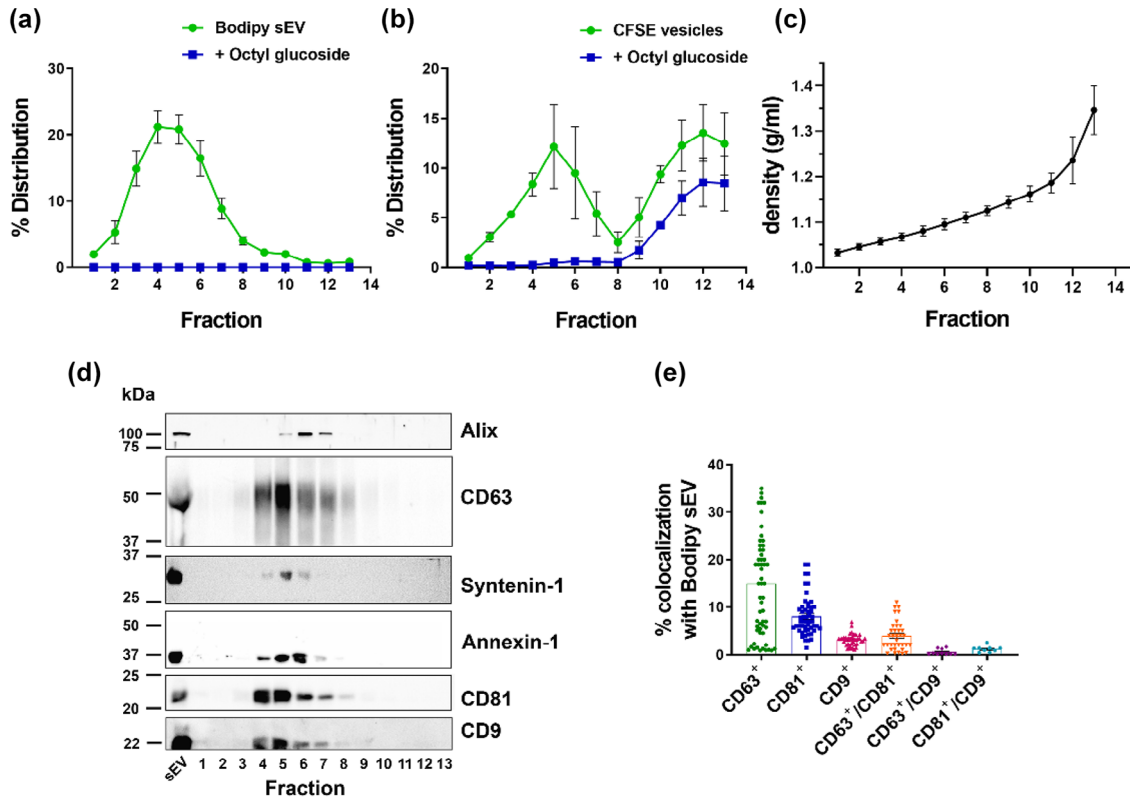 (a)
Bodipy sEV
+ Octyl glucoside
% Distribution
30
20
10
0
2 4 6 8 10 12 14
Fraction
(b)
CFSE vesicles
+ Octyl glucoside
% Distribution
20
15
10
5
0
2 4 6 8 10 12 14
Fraction
(c)
density (g/ml)
1.4
1.3
1.2
1.1
1.0
2 4 6 8 10 12 14
Fraction
(d)
kDa
100
75
Alix
50
37
CD63
37
25
Syntenin-1
50
37
Annexin-1
25
20
CD81
22
CD9
sEV 1 2 3 4 5 6 7 8 9 10 11 12 13
Fraction
(e)
% colocalization
with Bodipy sEV
40
30
20
10
0
CD63⁺
CD81⁺
CD9⁺
CD63⁺/CD81⁺
CD63⁺/CD9⁺
CD81⁺/CD9⁺